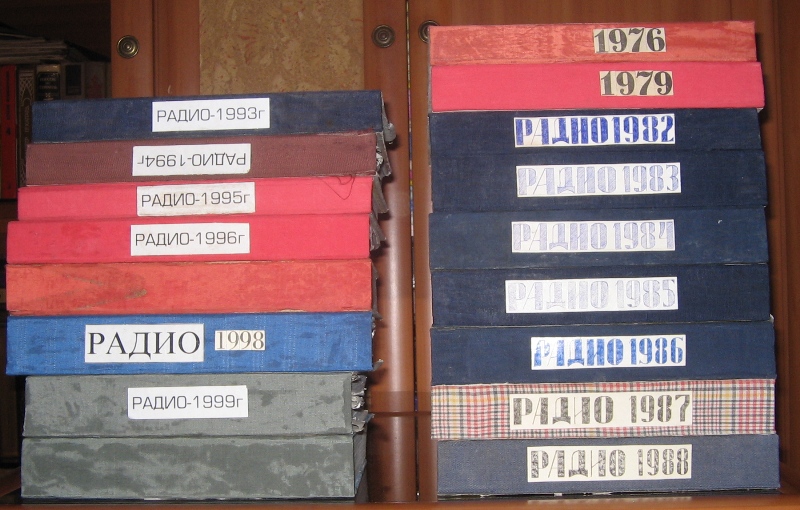 РАДИО-1993г
РАДИО-1994г
РАДИО-1995г
РАДИО-1996г
РАДИО 1998
РАДИО-1999г
1976
1979
РАДИО 1982
РАДИО 1983
РАДИО 1984
РАДИО 1985
РАДИО 1986
РАДИО 1987
РАДИО 1988